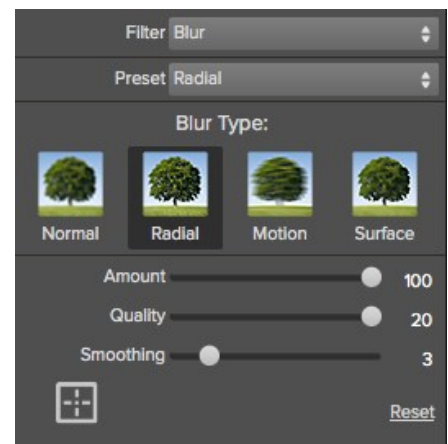 Filter Blur
Preset Radial
Blur Type:
Normal Radial Motion Surface
Amount 100
Quality 20
Smoothing 3
Reset